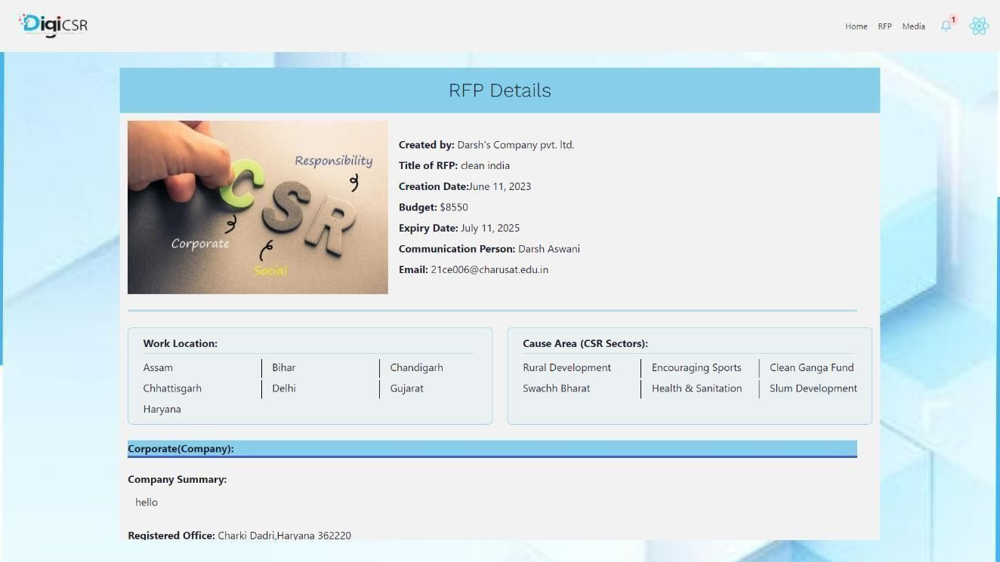 DigiCSR
Home RFP Media 1
RFP Details
Responsibility
CSR
Corporate
Social
Created by: Darsh's Company pvt. ltd.
Title of RFP: clean india
Creation Date:June 11, 2023
Budget: $8550
Expiry Date: July 11, 2025
Communication Person: Darsh Aswani
Email: 21ce006@charusat.edu.in
Work Location:
Assam Bihar Chandigarh
Chhattisgarh Delhi Gujarat
Haryana
Cause Area (CSR Sectors):
Rural Development Encouraging Sports Clean Ganga Fund
Swachh Bharat Health & Sanitation Slum Development
Corporate(Company):
Company Summary:
hello
Registered Office: Charki Dadri,Haryana 362220